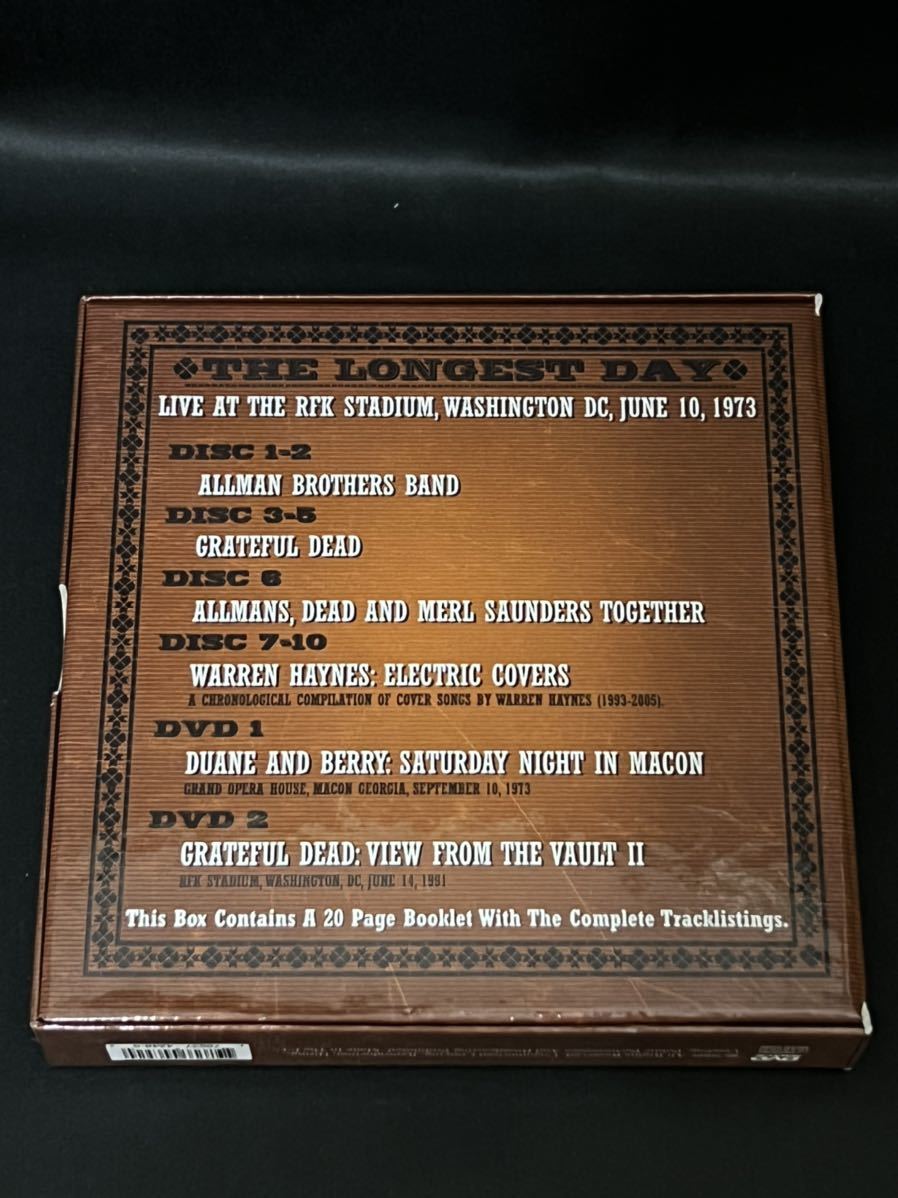 THE LONGEST DAY
LIVE AT THE RFK STADIUM, WASHINGTON DC, JUNE 10, 1973
DISC 1-2
ALLMAN BROTHERS BAND
DISC 3-5
GRATEFUL DEAD
DISC 6
ALLMANS, DEAD AND MERL SAUNDERS TOGETHER
DISC 7-10
WARREN HAYNES: ELECTRIC COVERS
A CHRONOLOGICAL COMPILATION OF COVER SONGS BY WARREN HAYNES (1993-2005).
DVD 1
DUANE AND BERRY: SATURDAY NIGHT IN MACON
GRAND OPERA HOUSE, MACON GEORGIA, SEPTEMBER 10, 1973
DVD 2
GRATEFUL DEAD: VIEW FROM THE VAULT II
RFK STADIUM, WASHINGTON, DC, JUNE 14, 1991
This Box Contains A 20 Page Booklet With The Complete Tracklistings.
DVD